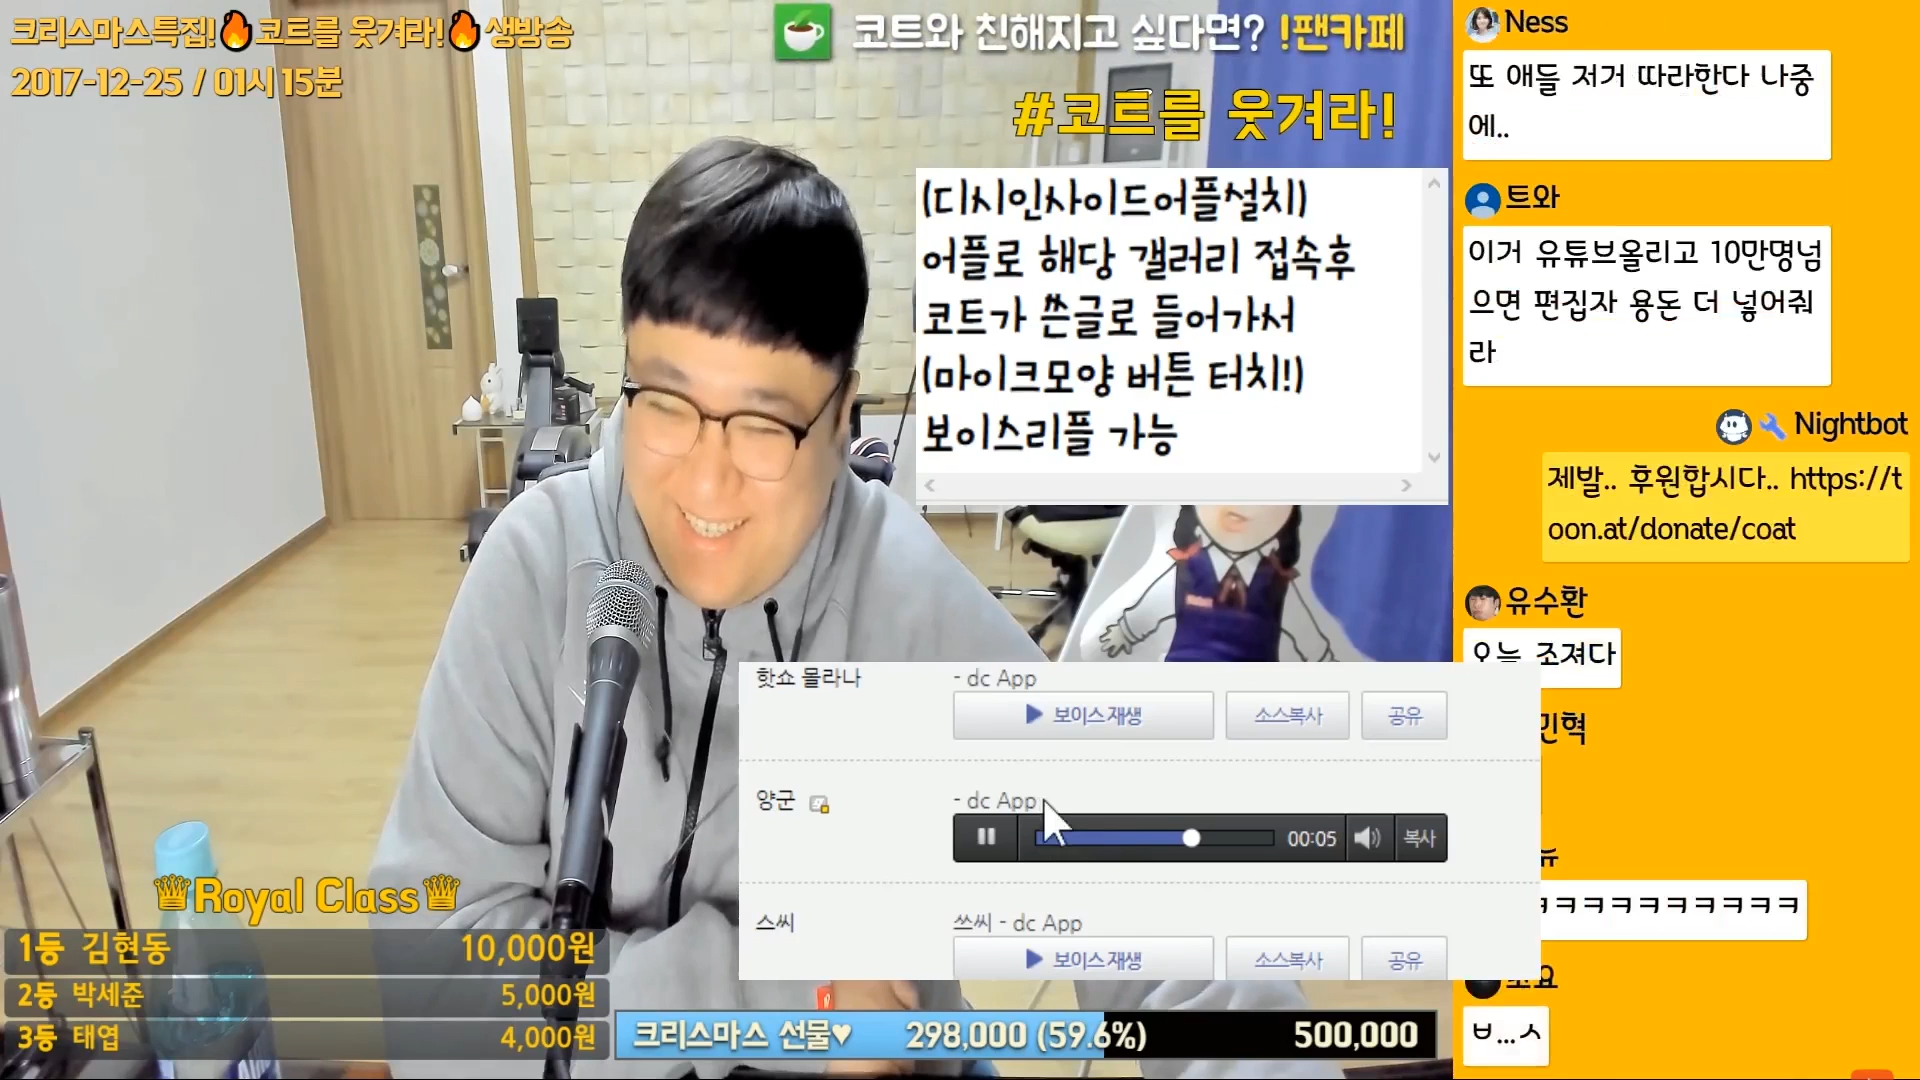 크리스마스특집!🔥코트를 웃겨라!🔥생방송
2017-12-25 / 01시 15분
코트와 친해지고 싶다면? !팬카페
#코트를 웃겨라!
(디시인사이드어플설치)
어플로 해당 갤러리 접속후
코트가 쓴글로 들어가서
(마이크모양 버튼 터치!)
보이스리플 가능
Ness
또 애들 저거 따라한다 나중
에..
트와
이거 유튜브올리고 10만명넘
으면 편집자 용돈 더 넣어줘
라
Nightbot
제발.. 후원합시다.. https://t
oon.at/donate/coat
유수환
오늘 조져다
민혁
ㅋㅋㅋㅋㅋㅋㅋㅋㅋ
ㅂ...ㅅ
핫쇼 몰라나 - dc App
보이스 재생 소스복사 공유
양군 - dc App
00:05 복사
스씨 쓰씨 - dc App
보이스 재생 소스복사 공유
Royal Class
1등 김현동 10,000원
2등 박세준 5,000원
3등 태엽 4,000원
크리스마스 선물♥ 298,000 (59.6%) 500,000